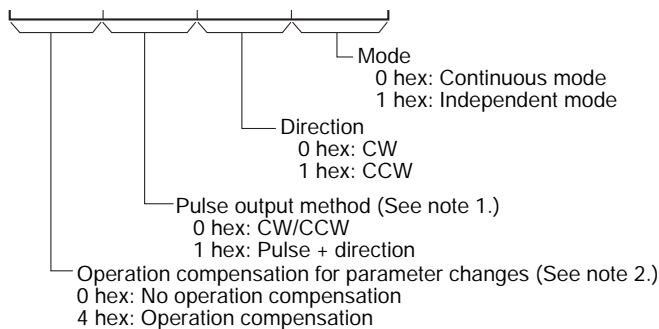 Mode
0 hex: Continuous mode
1 hex: Independent mode
Direction
0 hex: CW
1 hex: CCW
Pulse output method (See note 1.)
0 hex: CW/CCW
1 hex: Pulse + direction
Operation compensation for parameter changes (See note 2.)
0 hex: No operation compensation
4 hex: Operation compensation